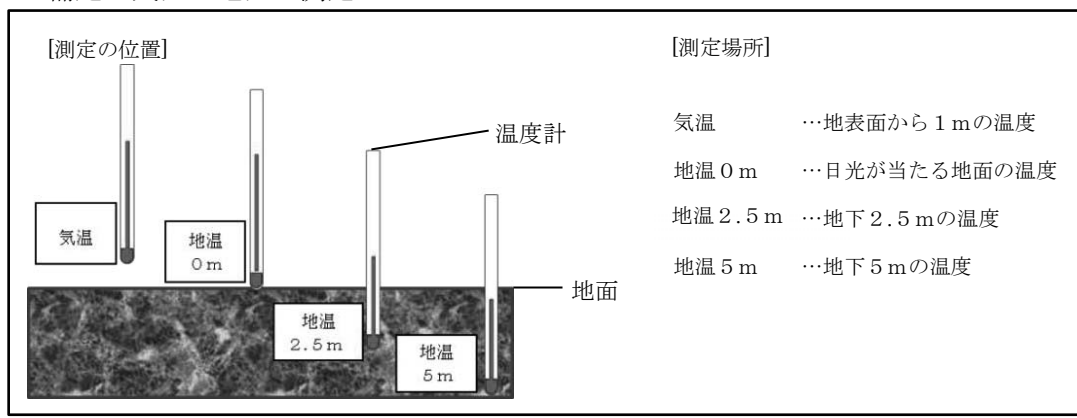 [測定の位置]
[測定場所]
温度計
気温 …地表面から1mの温度
地温0m …日光が当たる地面の温度
地温2.5m …地下2.5mの温度
地温5m …地下5mの温度
気温
地温
0m
地面
地温
2.5m
地温
5m